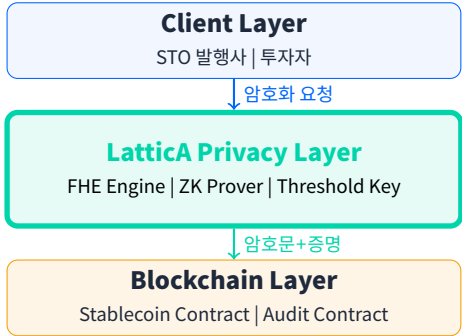 Client Layer
STO 발행사 | 투자자
암호화 요청
LatticA Privacy Layer
FHE Engine | ZK Prover | Threshold Key
암호문+증명
Blockchain Layer
Stablecoin Contract | Audit Contract